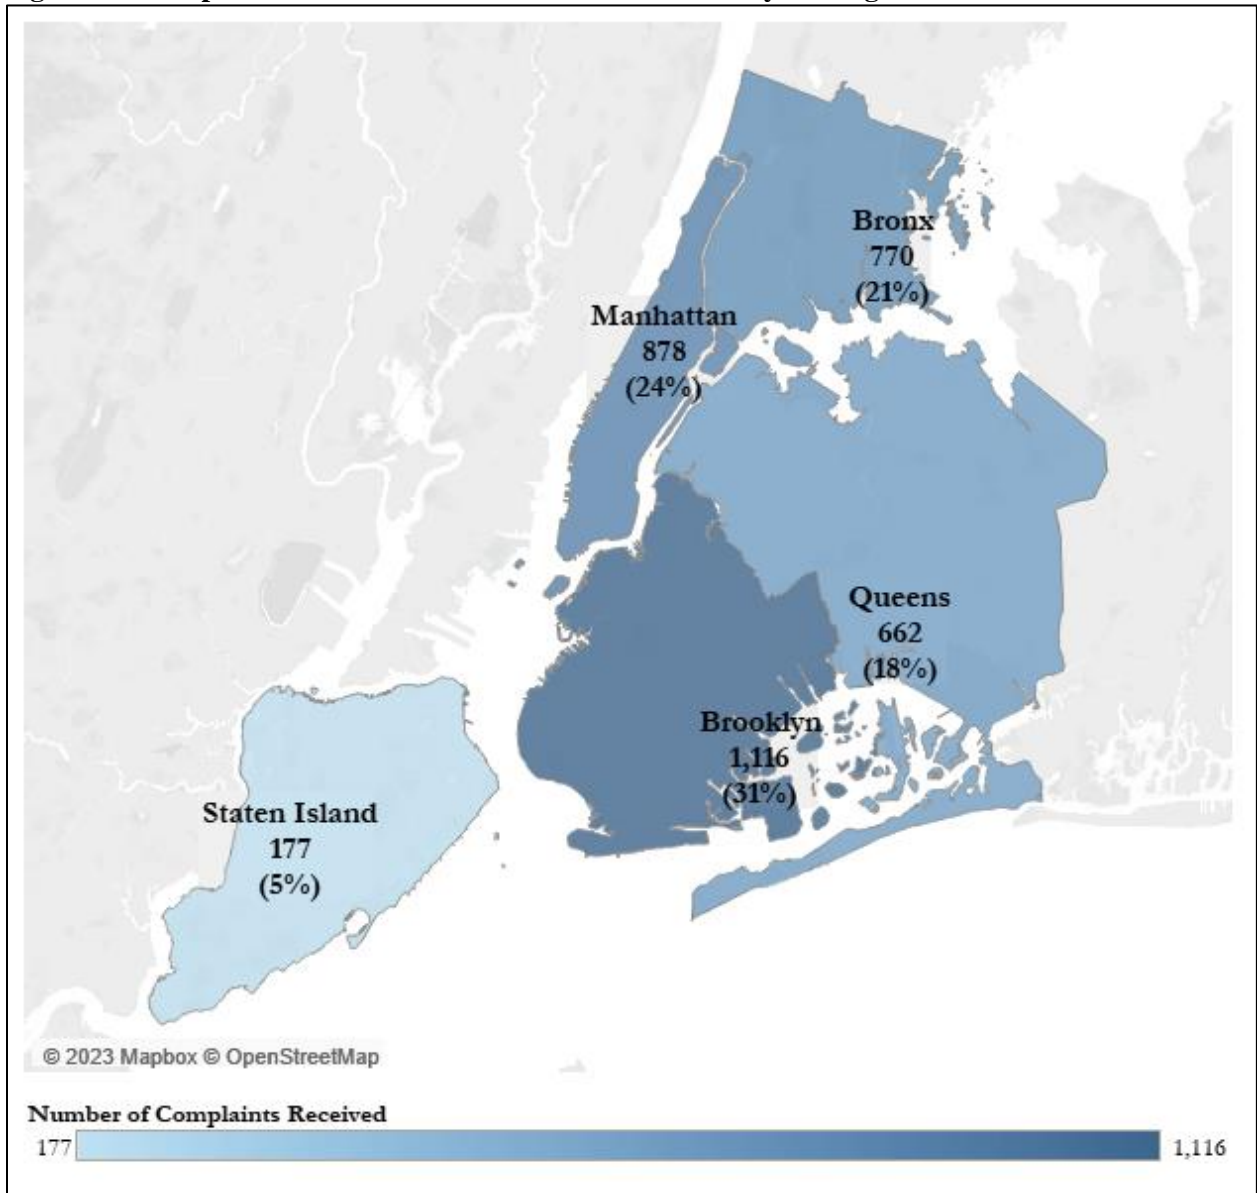 Bronx
770
(21%)
Manhattan
878
(24%)
Queens
662
(18%)
Brooklyn
1,116
(31%)
Staten Island
177
(5%)
© 2023 Mapbox © OpenStreetMap
Number of Complaints Received
177
1,116